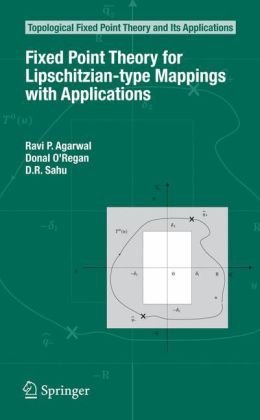 Topological Fixed Point Theory and Its Applications
Fixed Point Theory for
Lipschitzian-type Mappings
with Applications
Ravi P. Agarwal
Donal O'Regan
D.R. Sahu
Springer